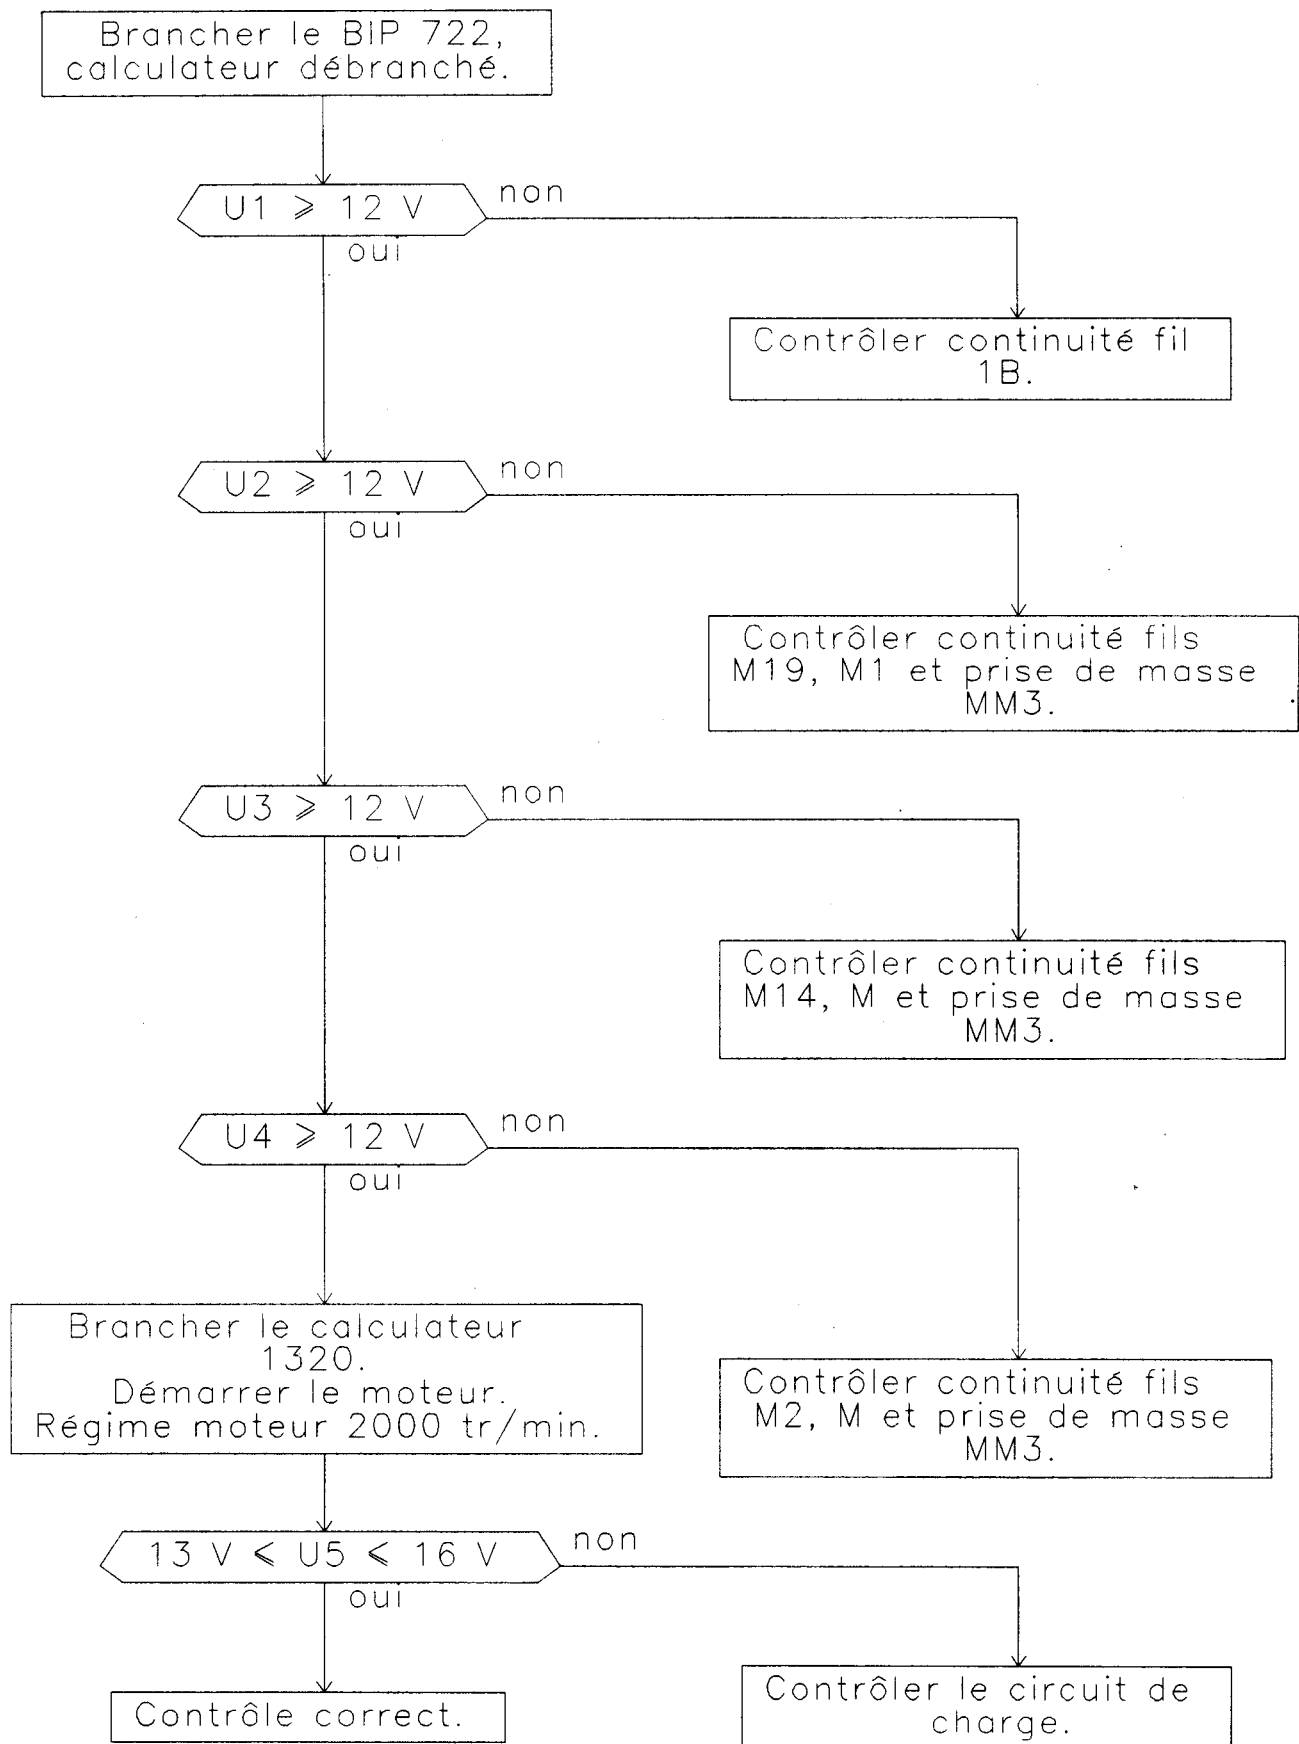 Brancher le BIP 722,
calculateur débranché.
U1 ⩾ 12 V
non
oui
Contrôler continuité fil
1B.
U2 ⩾ 12 V
non
oui
Contrôler continuité fils
M19, M1 et prise de masse
MM3.
U3 ⩾ 12 V
non
oui
Contrôler continuité fils
M14, M et prise de masse
MM3.
U4 ⩾ 12 V
non
oui
Brancher le calculateur
1320.
Démarrer le moteur.
Régime moteur 2000 tr/min.
Contrôler continuité fils
M2, M et prise de masse
MM3.
13 V ⩽ U5 ⩽ 16 V
non
oui
Contrôle correct.
Contrôler le circuit de
charge.